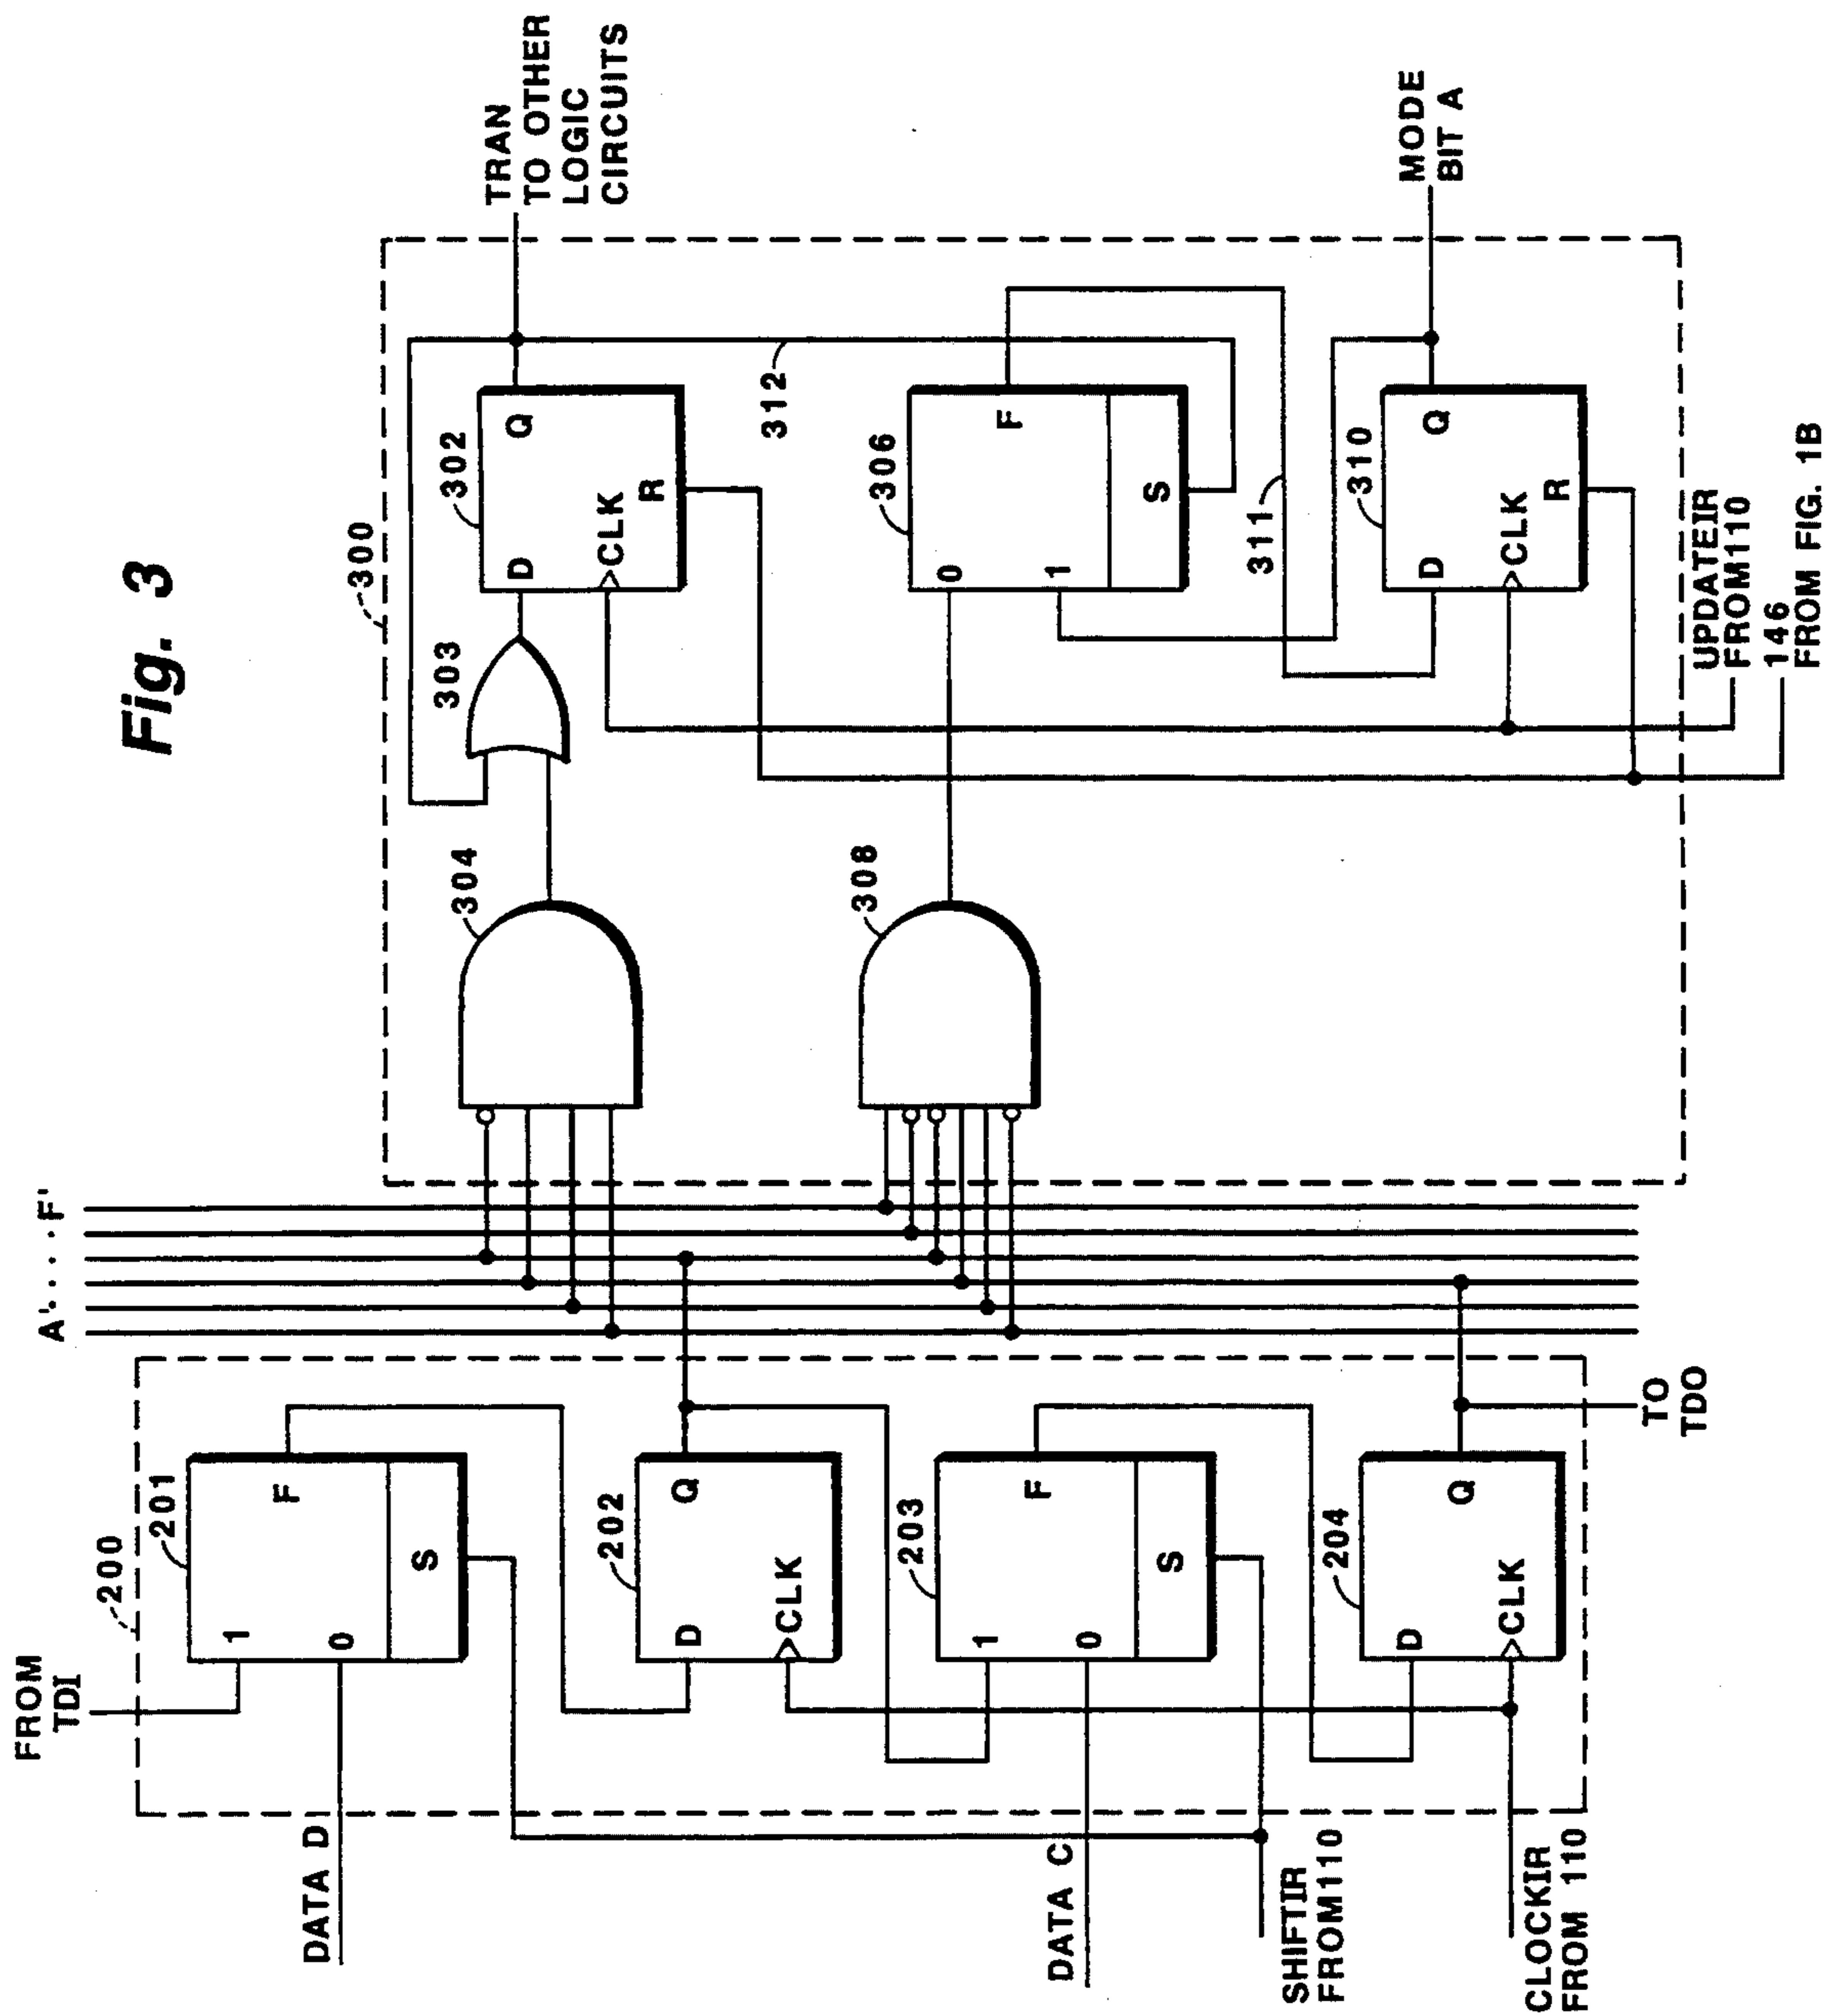 Fig. 3
FROM
TDI
DATA D
200
201
1
0
F
S
202
D
Q
CLK
DATA C
203
1
0
F
S
204
D
Q
CLK
SHIFTIR
FROM110
CLOCKIR
FROM 110
TO
TDO
A'. . . . F'
300
304
303
302
D
Q
CLK
R
312
TRAN
TO OTHER
LOGIC
CIRCUITS
308
306
0
1
F
S
311
310
D
Q
CLK
R
MODE
BIT A
UPDATEIR
FROM110
146
FROM FIG. 1B